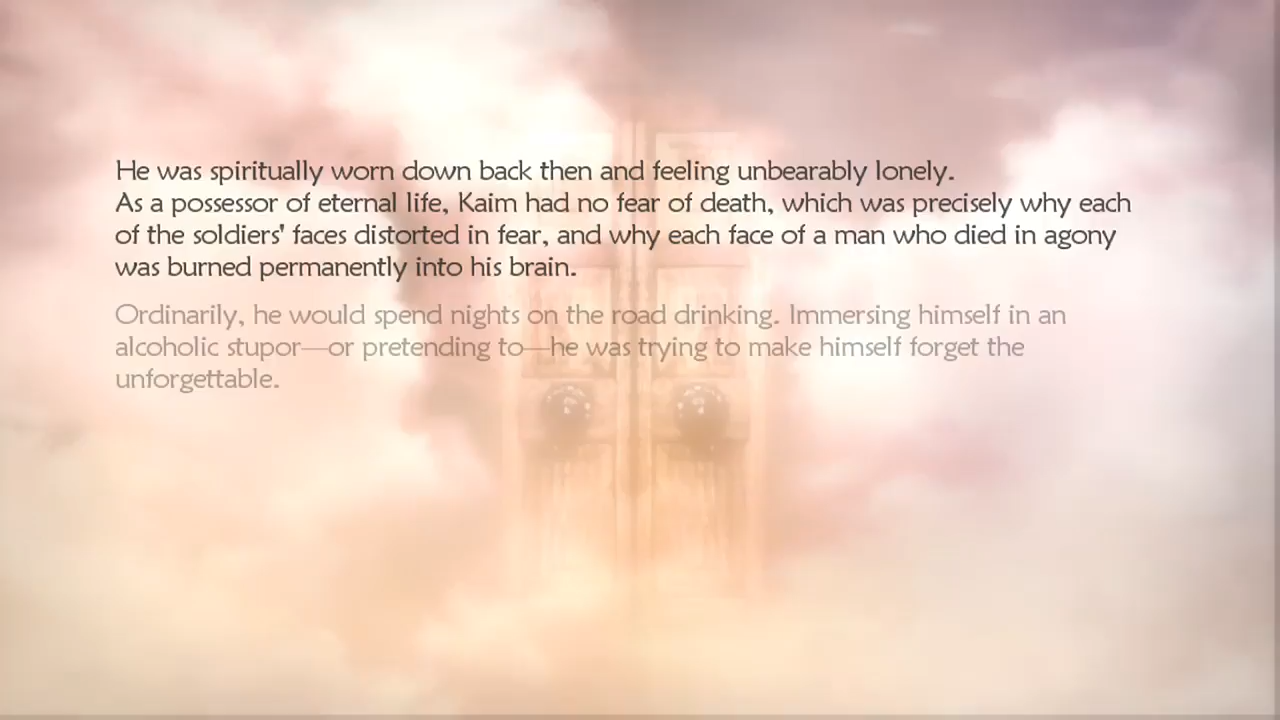 He was spiritually worn down back then and feeling unbearably lonely.
As a possessor of eternal life, Kaim had no fear of death, which was precisely why each
of the soldiers' faces distorted in fear, and why each face of a man who died in agony
was burned permanently into his brain.
Ordinarily, he would spend nights on the road drinking. Immersing himself in an
alcoholic stupor—or pretending to—he was trying to make himself forget the
unforgettable.